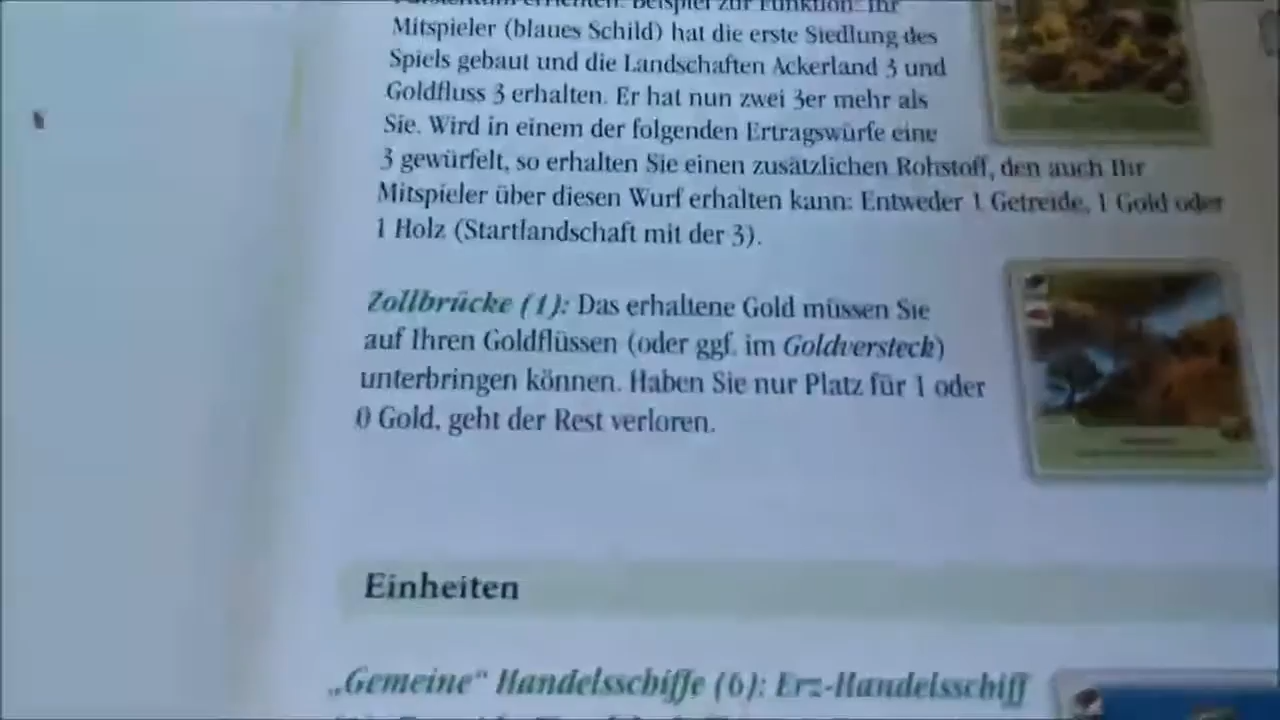 Beispiel zur Funktion: Ihr
Mitspieler (blaues Schild) hat die erste Siedlung des
Spiels gebaut und die Landschaften Ackerland 3 und
Goldfluss 3 erhalten. Er hat nun zwei 3er mehr als
Sie. Wird in einem der folgenden Ertragswürfe eine
3 gewürfelt, so erhalten Sie einen zusätzlichen Rohstoff, den auch Ihr
Mitspieler über diesen Wurf erhalten kann: Entweder 1 Getreide, 1 Gold oder
1 Holz (Startlandschaft mit der 3).
Zollbrücke (1): Das erhaltene Gold müssen Sie
auf Ihren Goldflüssen (oder ggf. im Goldversteck)
unterbringen können. Haben Sie nur Platz für 1 oder
0 Gold, geht der Rest verloren.
Einheiten
„Gemeine“ Handelsschiffe (6): Erz-Handelsschiff